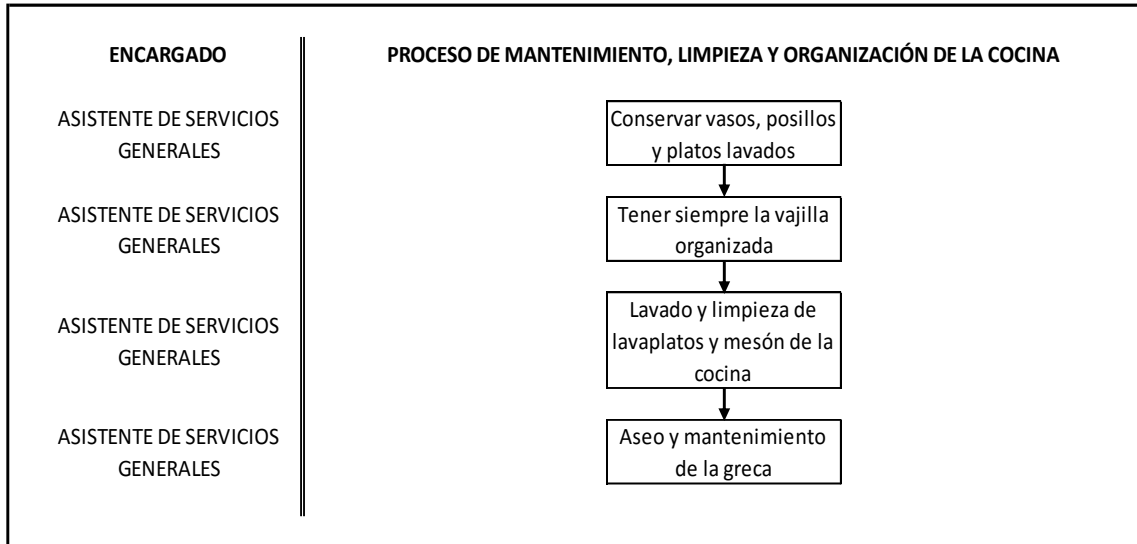 ENCARGADO
PROCESO DE MANTENIMIENTO, LIMPIEZA Y ORGANIZACIÓN DE LA COCINA
ASISTENTE DE SERVICIOS
GENERALES
Conservar vasos, posillos
y platos lavados
ASISTENTE DE SERVICIOS
GENERALES
Tener siempre la vajilla
organizada
ASISTENTE DE SERVICIOS
GENERALES
Lavado y limpieza de
lavaplatos y mesón de la
cocina
ASISTENTE DE SERVICIOS
GENERALES
Aseo y mantenimiento
de la greca